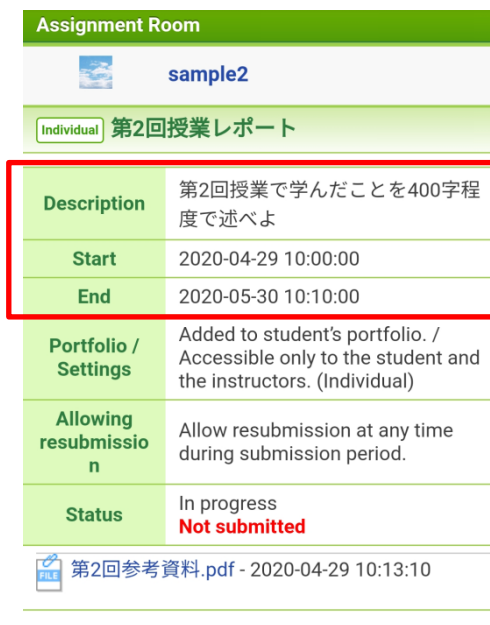 Assignment Room
sample2
Individual 第2回授業レポート
Description 第2回授業で学んだことを400字程
度で述べよ
Start 2020-04-29 10:00:00
End 2020-05-30 10:10:00
Portfolio /
Settings
Added to student's portfolio. /
Accessible only to the student and
the instructors. (Individual)
Allowing
resubmissio
n
Allow resubmission at any time
during submission period.
Status
In progress
Not submitted
FILE 第2回参考資料.pdf - 2020-04-29 10:13:10